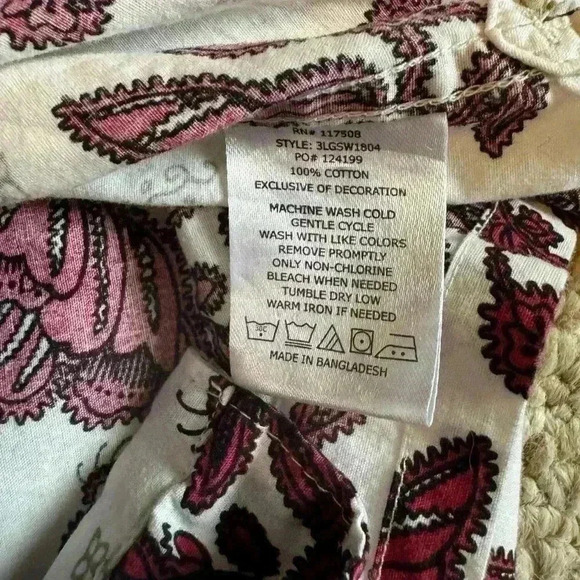 RN# 117508
STYLE: 3LGSW1804
PO# 124199
100% COTTON
EXCLUSIVE OF DECORATION
MACHINE WASH COLD
GENTLE CYCLE
WASH WITH LIKE COLORS
REMOVE PROMPTLY
ONLY NON-CHLORINE
BLEACH WHEN NEEDED
TUMBLE DRY LOW
WARM IRON IF NEEDED
30C
MADE IN BANGLADESH